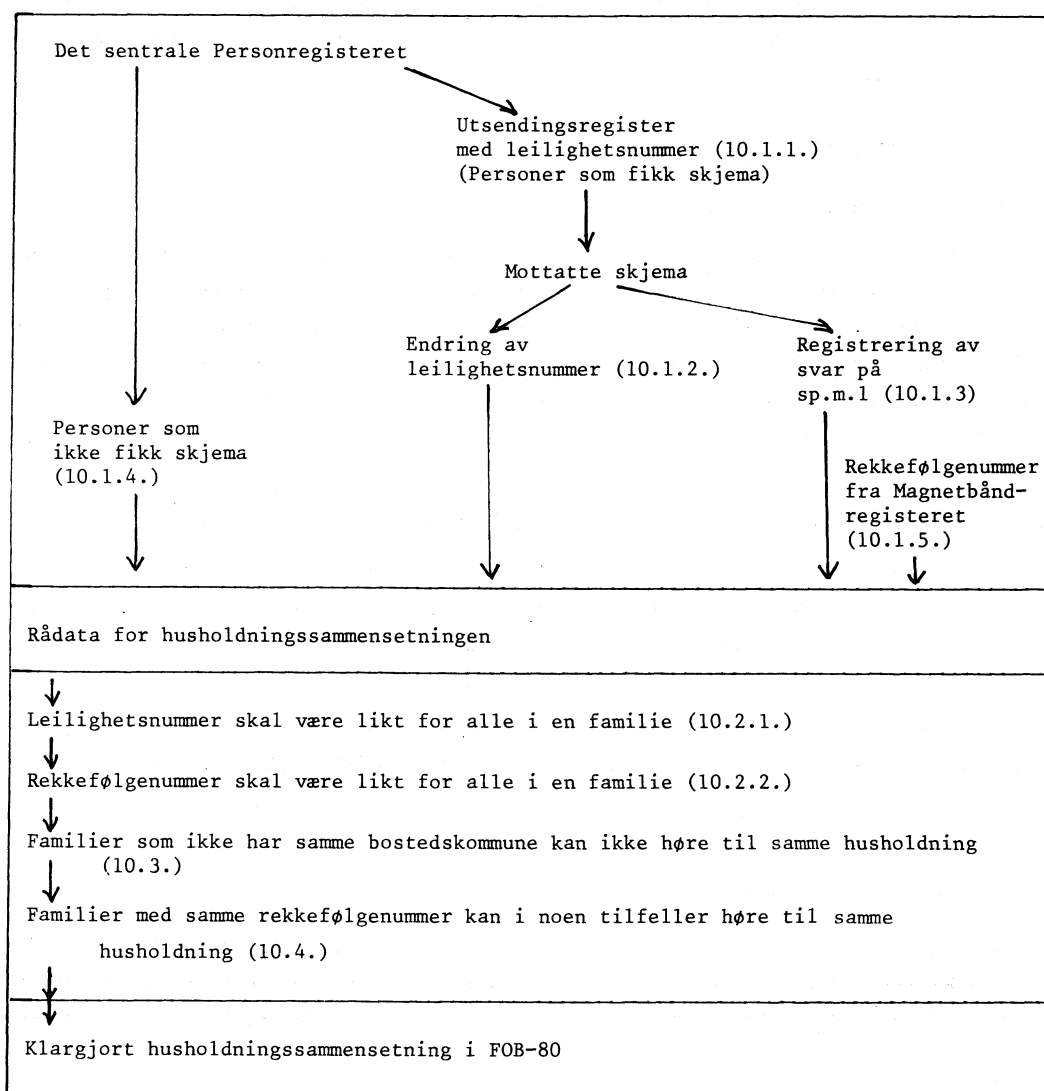 Det sentrale Personregisteret
Utsendingsregister
med leilighetsnummer (10.1.1.)
(Personer som fikk skjema)
Mottatte skjema
Endring av
leilighetsnummer (10.1.2.)
Registrering av
svar på
sp.m.1 (10.1.3)
Personer som
ikke fikk skjema
(10.1.4.)
Rekkefølgenummer
fra Magnetbånd-
registeret
(10.1.5.)
Rådata for husholdningssammensetningen
Leilighetsnummer skal være likt for alle i en familie (10.2.1.)
Rekkefølgenummer skal være likt for alle i en familie (10.2.2.)
Familier som ikke har samme bostedskommune kan ikke høre til samme husholdning
(10.3.)
Familier med samme rekkefølgenummer kan i noen tilfeller høre til samme
husholdning (10.4.)
Klargjort husholdningssammensetning i FOB-80